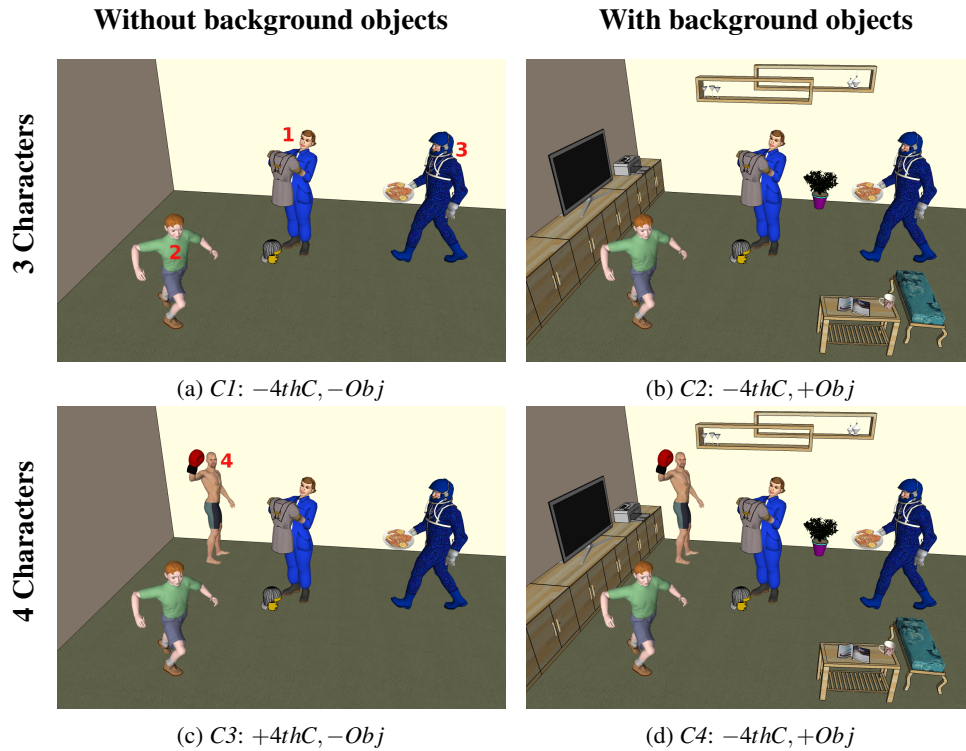 Without background objects
With background objects
3 Characters
1
2
3
(a) C1: −4thC, −Obj
(b) C2: −4thC, +Obj
4 Characters
4
(c) C3: +4thC, −Obj
(d) C4: −4thC, +Obj